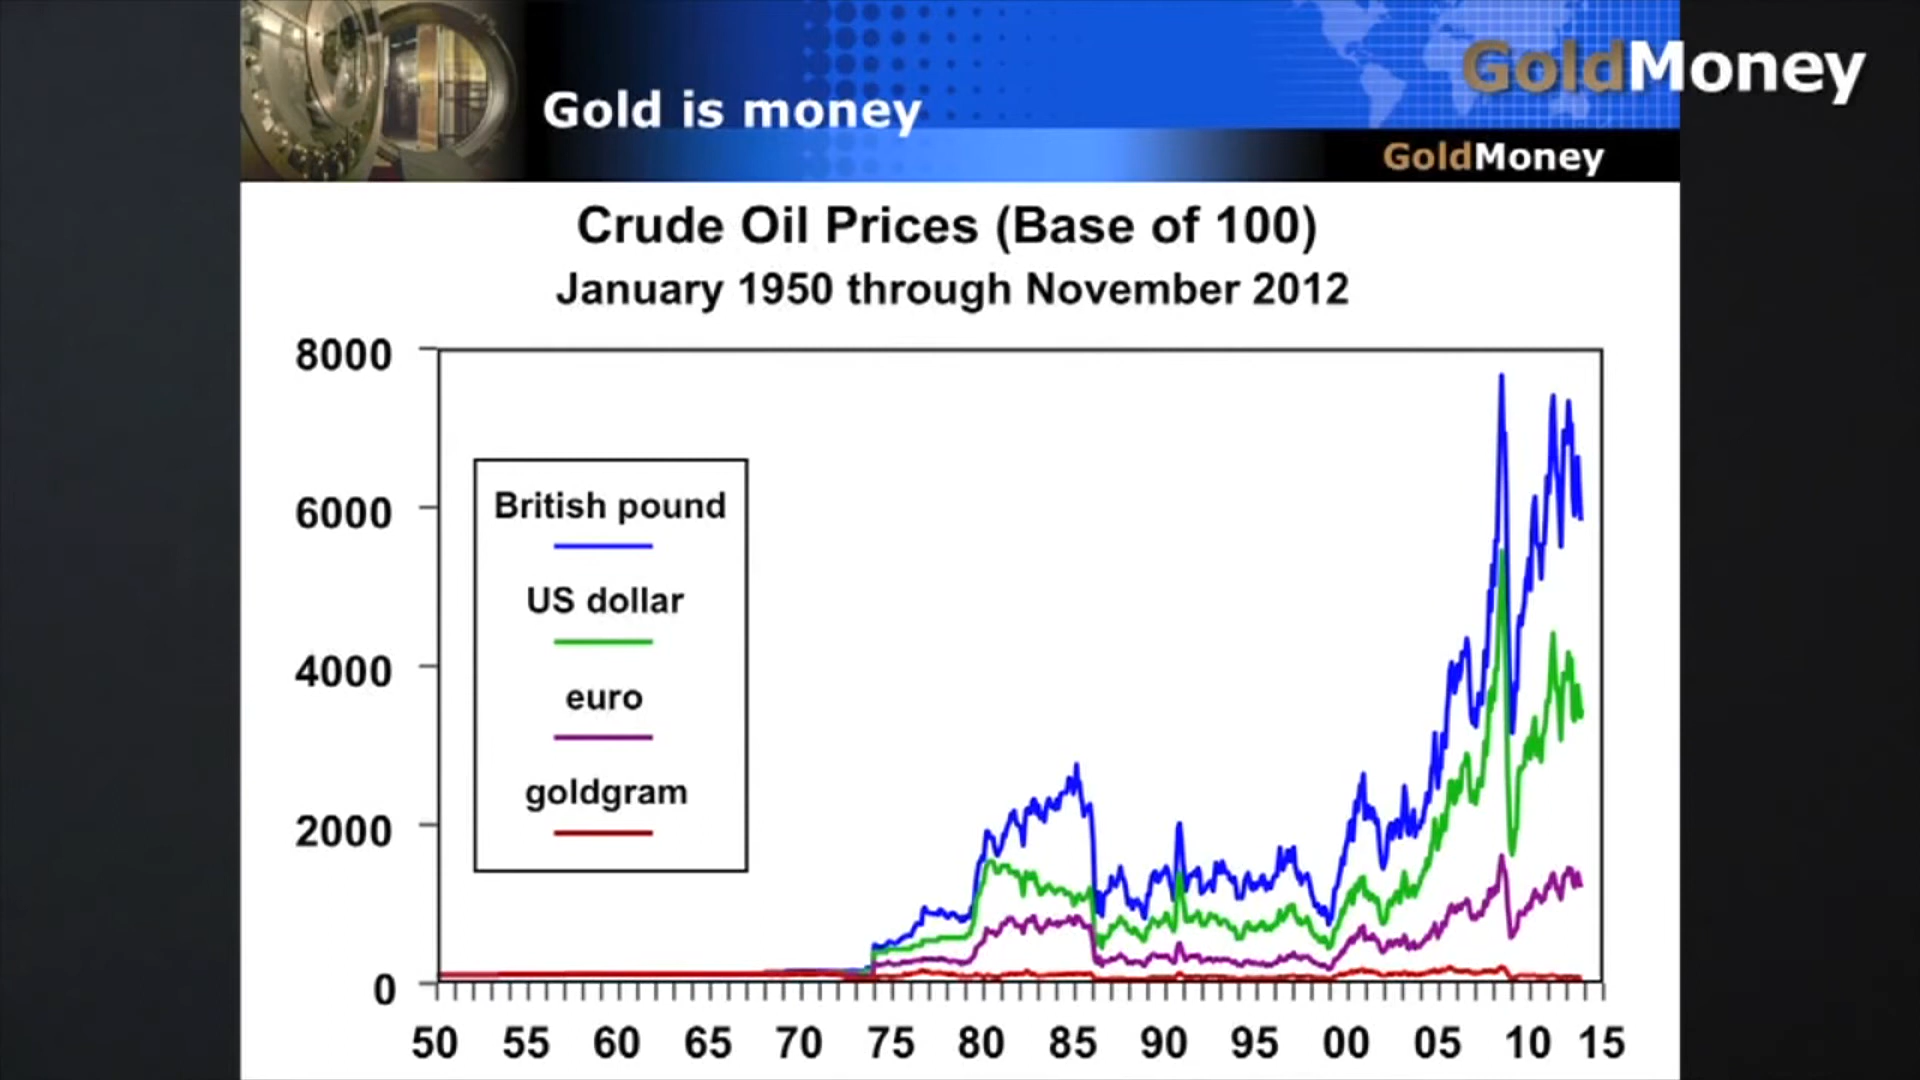 GoldMoney
Gold is money
GoldMoney
Crude Oil Prices (Base of 100)
January 1950 through November 2012
8000
6000
4000
2000
0
British pound
US dollar
euro
goldgram
50 55 60 65 70 75 80 85 90 95 00 05 10 15